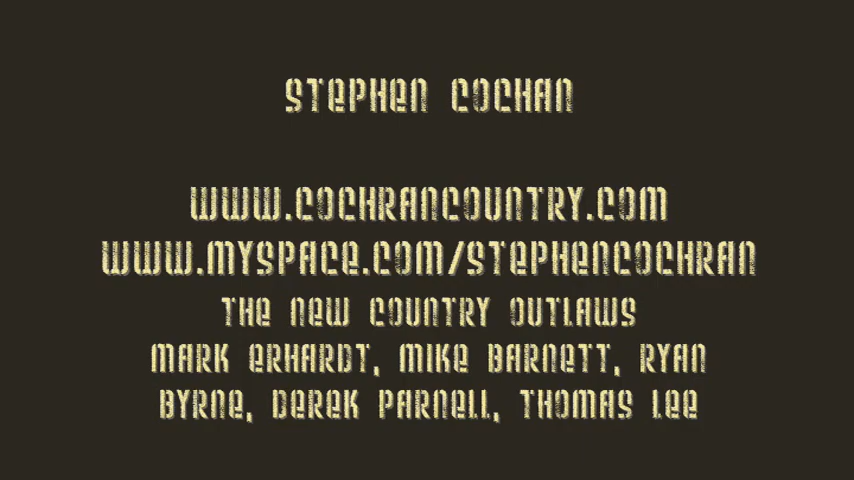 STEPHEN COCHAN
WWW.COCHRANCOUNTRY.COM
WWW.MYSPACE.COM/STEPHENCOCHRAN
THE NEW COUNTRY OUTLAWS
MARK ERHARDT, MIKE BARNETT, RYAN
BYRNE, DEREK PARNELL, THOMAS LEE